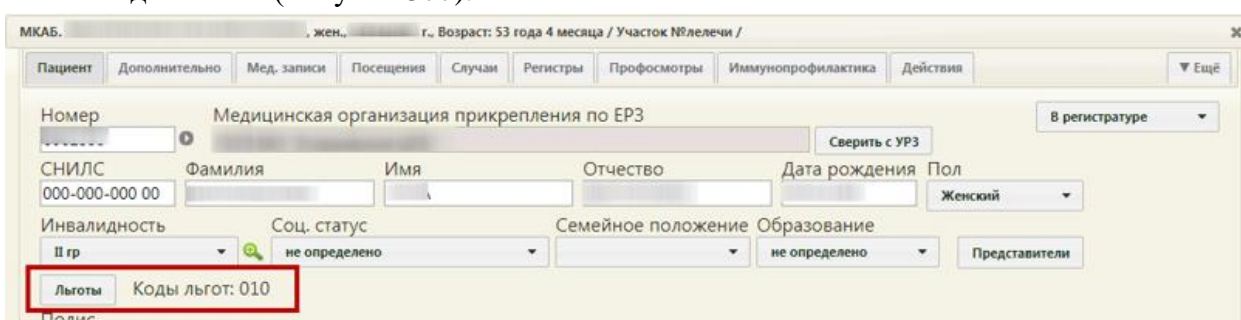 МКАБ. , жен., г., Возраст: 53 года 4 месяца / Участок №лелечи /
Пациент Дополнительно Мед. записи Посещения Случаи Регистры Профосмотры Иммунопрофилактика Действия ▼ Ещё
Номер Медицинская организация прикрепления по ЕРЗ В регистратуре
Сверить с УРЗ
СНИЛС Фамилия Имя Отчество Дата рождения Пол
000-000-000 00 Женский
Инвалидность Соц. статус Семейное положение Образование
II гр не определено не определено Представители
Льготы Коды льгот: 010
Полис